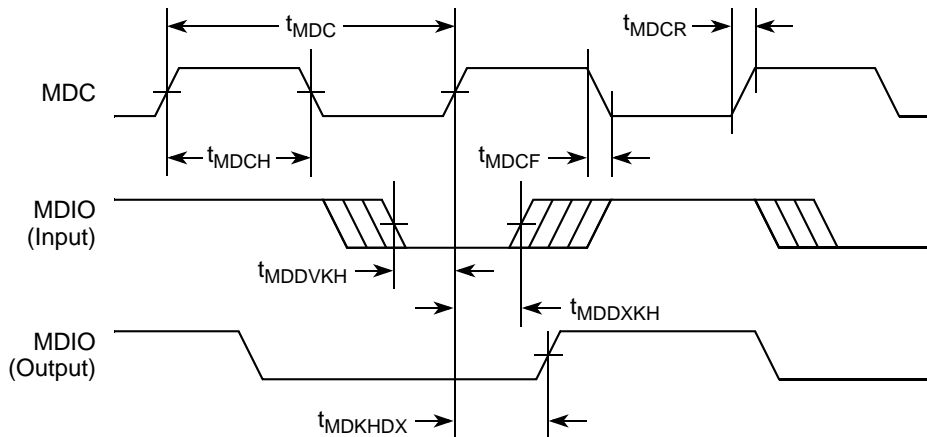 tMDC
tMDCR
MDC
tMDCH
tMDCF
MDIO
(Input)
tMDDVKH
tMDDXKH
MDIO
(Output)
tMDKHDX